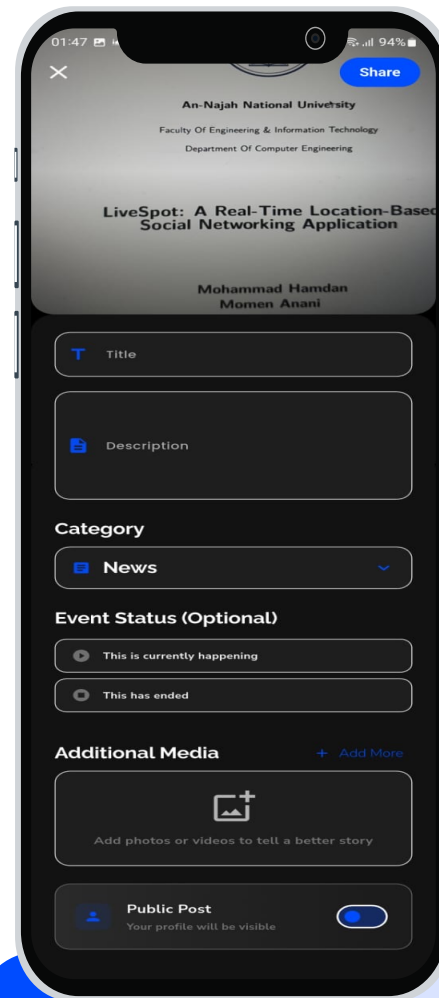 01:47
94%
Share
An-Najah National University
Faculty Of Engineering & Information Technology
Department Of Computer Engineering
LiveSpot: A Real-Time Location-Based
Social Networking Application
Mohammad Hamdan
Momen Anani
Title
Description
Category
News
Event Status (Optional)
This is currently happening
This has ended
Additional Media
+ Add More
Add photos or videos to tell a better story
Public Post
Your profile will be visible